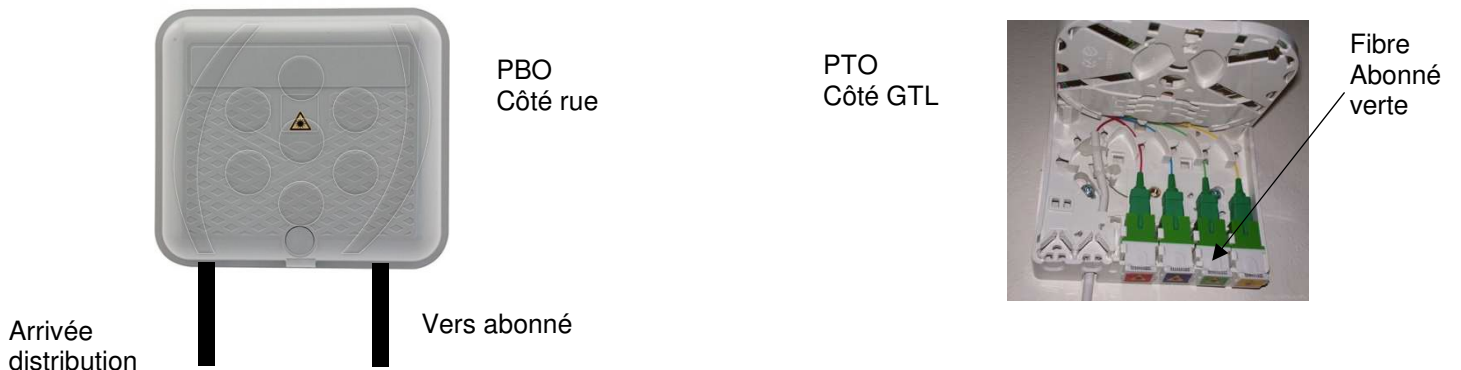 PBO
Côté rue
PTO
Côté GTL
Fibre
Abonné
verte
Arrivée
distribution
Vers abonné